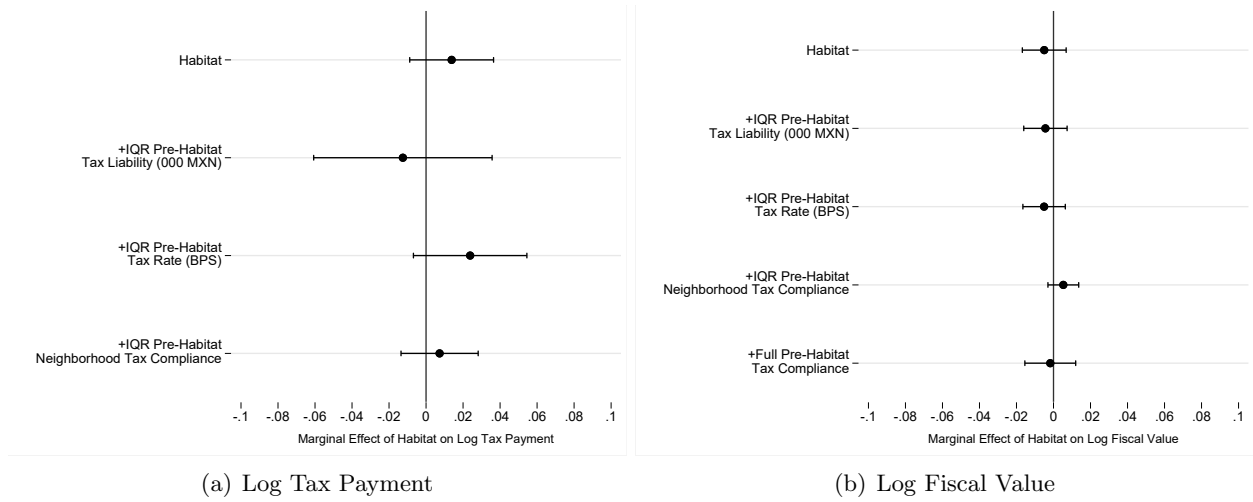 Habitat
+IQR Pre-Habitat
Tax Liability (000 MXN)
+IQR Pre-Habitat
Tax Rate (BPS)
+IQR Pre-Habitat
Neighborhood Tax Compliance
-.1 -.08 -.06 -.04 -.02 0 .02 .04 .06 .08 .1
Marginal Effect of Habitat on Log Tax Payment
(a) Log Tax Payment
Habitat
+IQR Pre-Habitat
Tax Liability (000 MXN)
+IQR Pre-Habitat
Tax Rate (BPS)
+IQR Pre-Habitat
Neighborhood Tax Compliance
+Full Pre-Habitat
Tax Compliance
-.1 -.08 -.06 -.04 -.02 0 .02 .04 .06 .08 .1
Marginal Effect of Habitat on Log Fiscal Value
(b) Log Fiscal Value